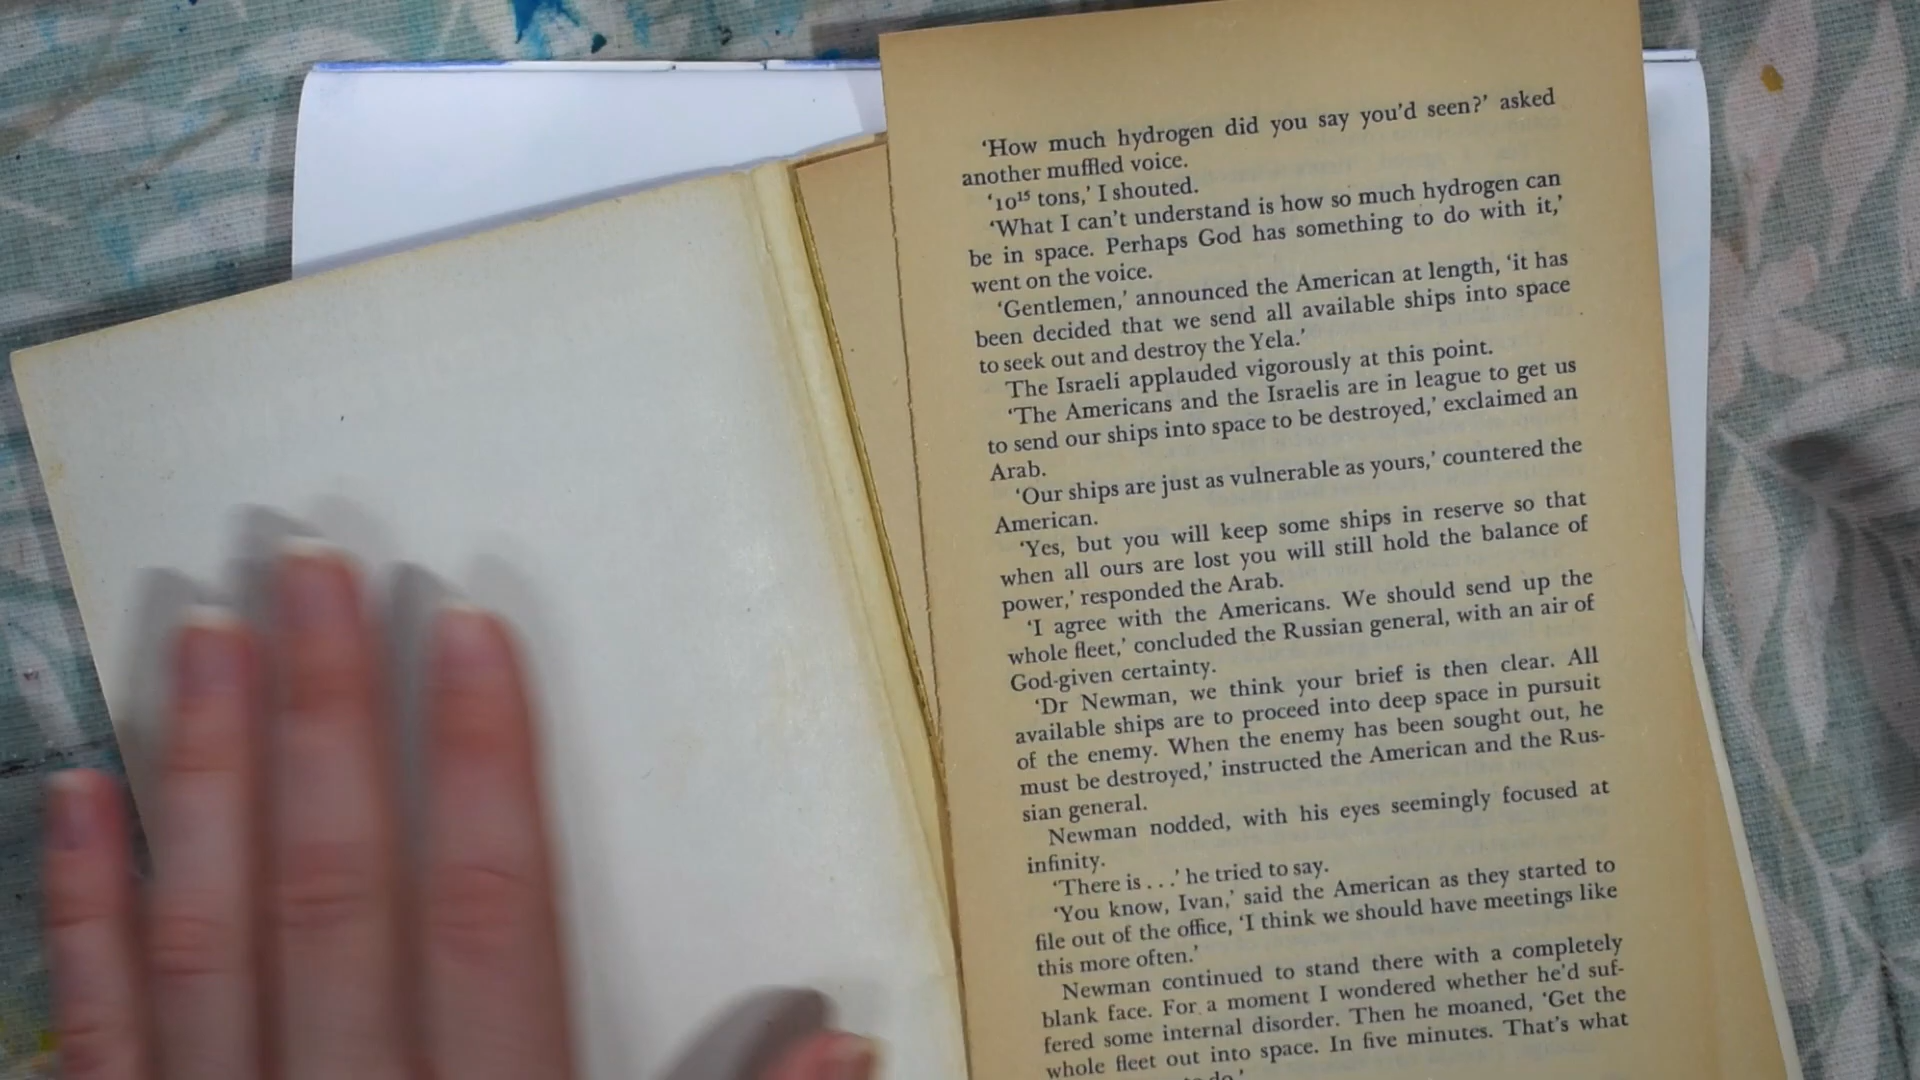 ‘How much hydrogen did you say you’d seen?’ asked
another muffled voice.
‘10¹⁵ tons,’ I shouted.
‘What I can’t understand is how so much hydrogen can
be in space. Perhaps God has something to do with it,’
went on the voice.
‘Gentlemen,’ announced the American at length, ‘it has
been decided that we send all available ships into space
to seek out and destroy the Yela.’
The Israeli applauded vigorously at this point.
‘The Americans and the Israelis are in league to get us
to send our ships into space to be destroyed,’ exclaimed an
Arab.
‘Our ships are just as vulnerable as yours,’ countered the
American.
‘Yes, but you will keep some ships in reserve so that
when all ours are lost you will still hold the balance of
power,’ responded the Arab.
‘I agree with the Americans. We should send up the
whole fleet,’ concluded the Russian general, with an air of
God-given certainty.
‘Dr Newman, we think your brief is then clear. All
available ships are to proceed into deep space in pursuit
of the enemy. When the enemy has been sought out, he
must be destroyed,’ instructed the American and the Rus-
sian general.
Newman nodded, with his eyes seemingly focused at
infinity.
‘There is . . .’ he tried to say.
‘You know, Ivan,’ said the American as they started to
file out of the office, ‘I think we should have meetings like
this more often.’
Newman continued to stand there with a completely
blank face. For a moment I wondered whether he’d suf-
fered some internal disorder. Then he moaned, ‘Get the
whole fleet out into space. In five minutes. That’s what
do.’